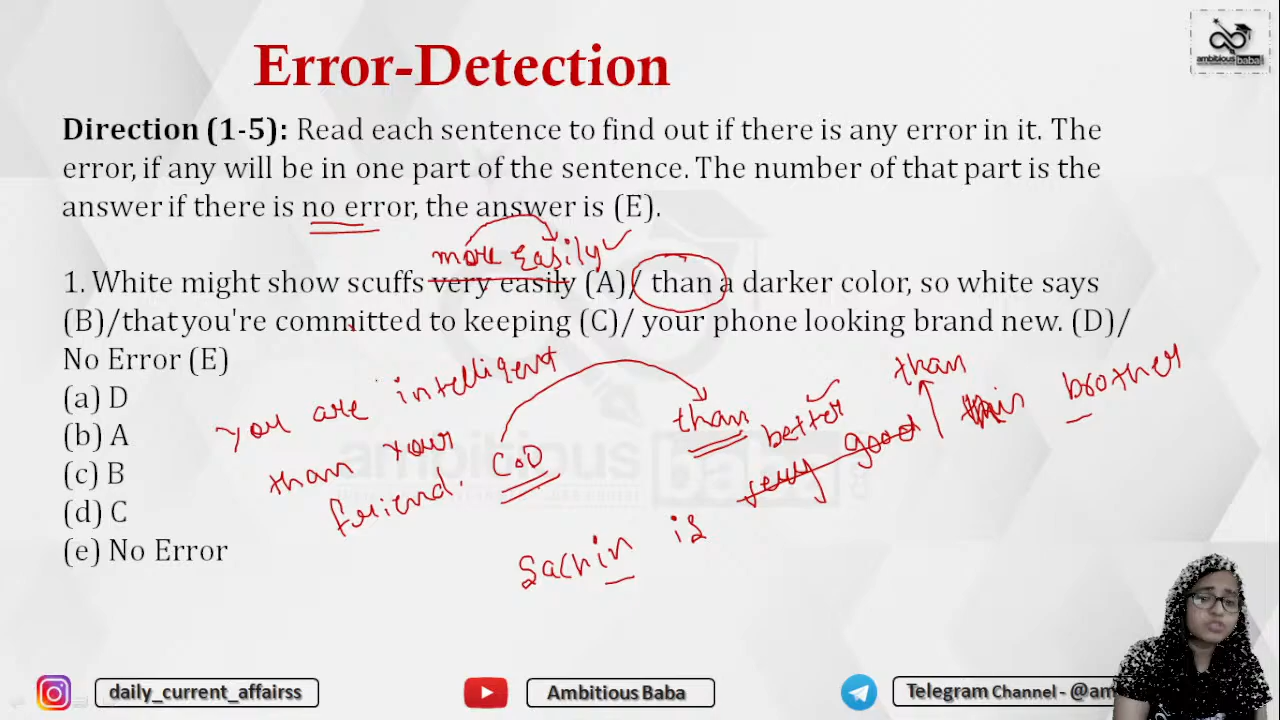 Error-Detection
ambitious baba
Direction (1-5): Read each sentence to find out if there is any error in it. The
error, if any will be in one part of the sentence. The number of that part is the
answer if there is no error, the answer is (E).
more easily
1. White might show scuffs very easily (A)/ than a darker color, so white says
(B)/that you're committed to keeping (C)/ your phone looking brand new. (D)/
No Error (E)
(a) D
(b) A
(c) B
(d) C
(e) No Error
you are intelligent
than your
friend.
COD
than
better than
Sachin is very good his brother
ambitious baba
daily_current_affairss
Ambitious Baba
Telegram Channel - @am